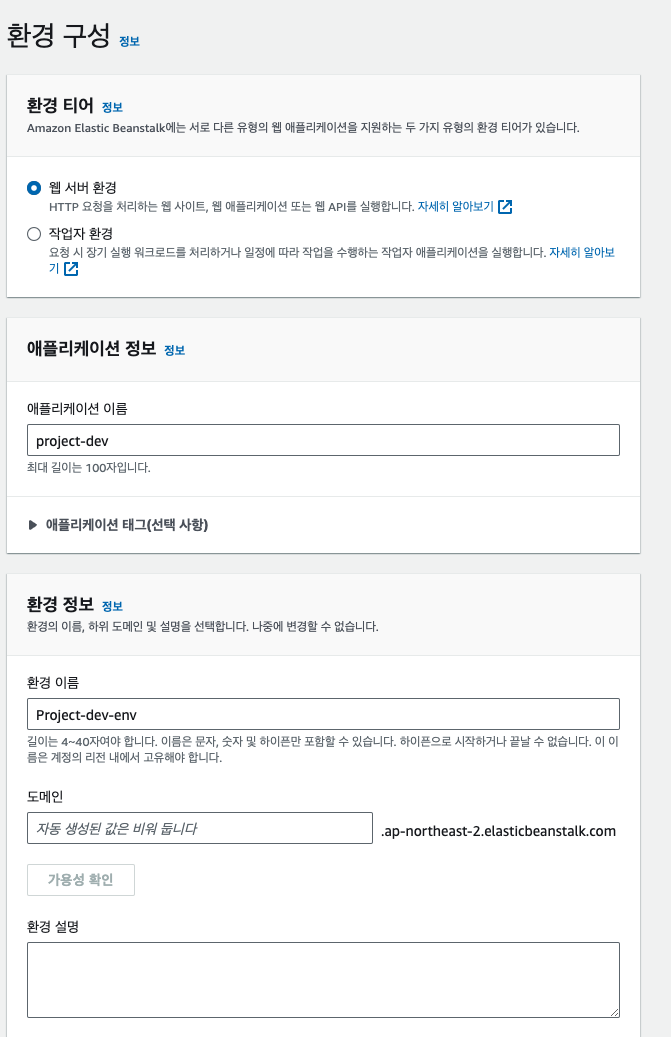 환경 구성 정보
환경 티어 정보
Amazon Elastic Beanstalk에는 서로 다른 유형의 웹 애플리케이션을 지원하는 두 가지 유형의 환경 티어가 있습니다.
웹 서버 환경
HTTP 요청을 처리하는 웹 사이트, 웹 애플리케이션 또는 웹 API를 실행합니다. 자세히 알아보기
작업자 환경
요청 시 장기 실행 워크로드를 처리하거나 일정에 따라 작업을 수행하는 작업자 애플리케이션을 실행합니다. 자세히 알아보
기
애플리케이션 정보 정보
애플리케이션 이름
project-dev
최대 길이는 100자입니다.
애플리케이션 태그(선택 사항)
환경 정보 정보
환경의 이름, 하위 도메인 및 설명을 선택합니다. 나중에 변경할 수 없습니다.
환경 이름
Project-dev-env
길이는 4~40자여야 합니다. 이름은 문자, 숫자 및 하이픈만 포함할 수 있습니다. 하이픈으로 시작하거나 끝날 수 없습니다. 이 이
름은 계정의 리전 내에서 고유해야 합니다.
도메인
자동 생성된 값은 비워 둡니다 .ap-northeast-2.elasticbeanstalk.com
가용성 확인
환경 설명